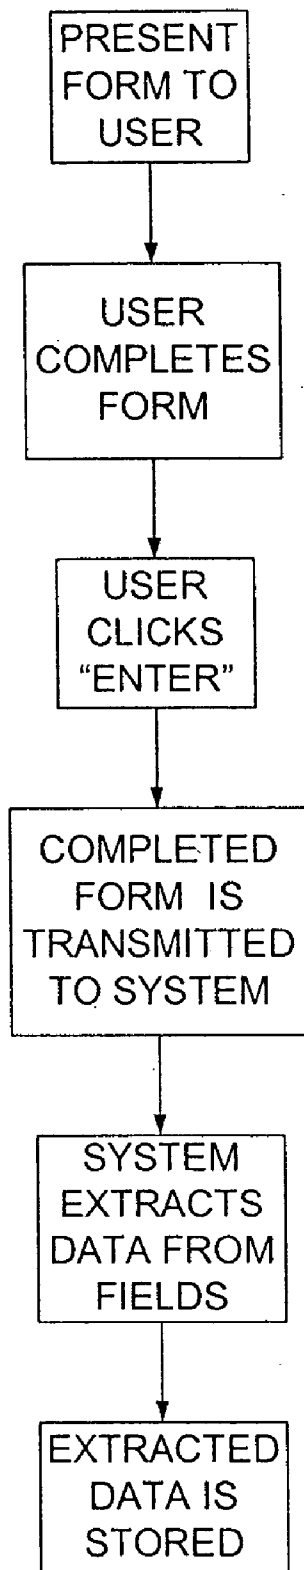 PRESENT
FORM TO
USER
USER
COMPLETES
FORM
USER
CLICKS
“ENTER”
COMPLETED
FORM IS
TRANSMITTED
TO SYSTEM
SYSTEM
EXTRACTS
DATA FROM
FIELDS
EXTRACTED
DATA IS
STORED